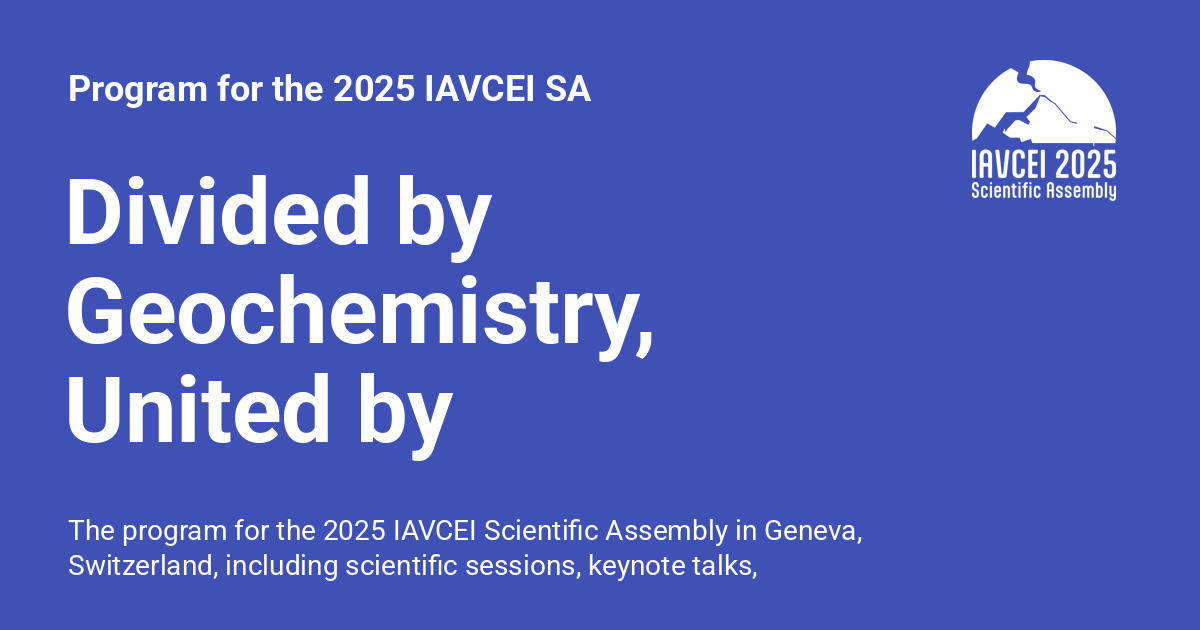 Program for the 2025 IAVCEI SA
IAVCEI 2025
Scientific Assembly
Divided by
Geochemistry,
United by
The program for the 2025 IAVCEI Scientific Assembly in Geneva,
Switzerland, including scientific sessions, keynote talks,